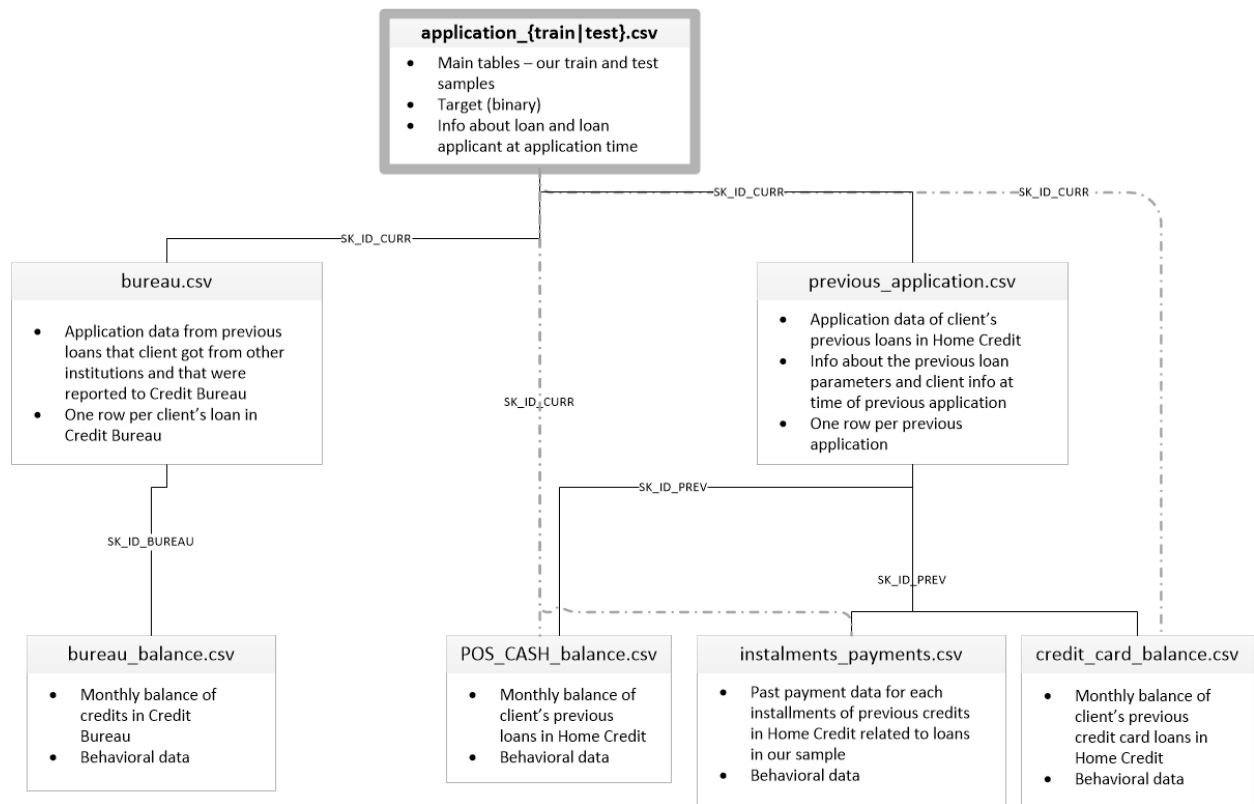 application_{train|test}.csv
• Main tables – our train and test
samples
• Target (binary)
• Info about loan and loan
applicant at application time
SK_ID_CURR
SK_ID_CURR
SK_ID_CURR
bureau.csv
• Application data from previous
loans that client got from other
institutions and that were
reported to Credit Bureau
• One row per client's loan in
Credit Bureau
previous_application.csv
• Application data of client's
previous loans in Home Credit
• Info about the previous loan
parameters and client info at
time of previous application
• One row per previous
application
SK_ID_CURR
SK_ID_PREV
SK_ID_BUREAU
SK_ID_PREV
bureau_balance.csv
• Monthly balance of
credits in Credit
Bureau
• Behavioral data
POS_CASH_balance.csv
• Monthly balance of
client's previous
loans in Home Credit
• Behavioral data
instalments_payments.csv
• Past payment data for each
installments of previous credits
in Home Credit related to loans
in our sample
• Behavioral data
credit_card_balance.csv
• Monthly balance of
client's previous
credit card loans in
Home Credit
• Behavioral data